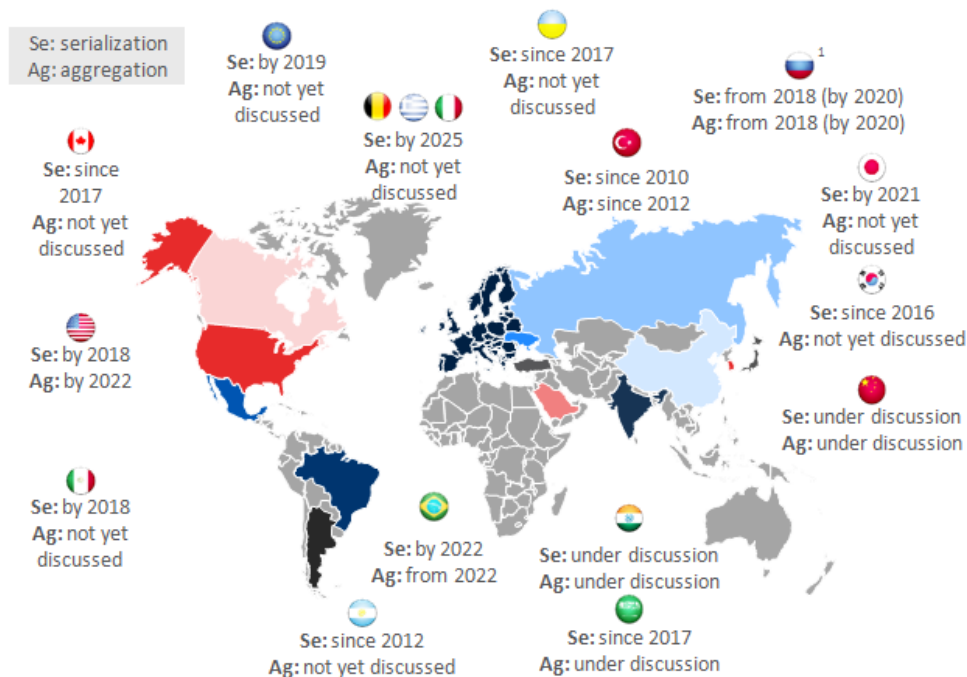 Se: serialization
Ag: aggregation
Se: by 2019
Ag: not yet
discussed
Se: since 2017
Ag: not yet
discussed
1
Se: from 2018 (by 2020)
Ag: from 2018 (by 2020)
Se: by 2025
Ag: not yet
discussed
Se: since
2017
Ag: not yet
discussed
Se: since 2010
Ag: since 2012
Se: by 2021
Ag: not yet
discussed
Se: since 2016
Ag: not yet discussed
Se: by 2018
Ag: by 2022
Se: under discussion
Ag: under discussion
Se: by 2018
Ag: not yet
discussed
Se: by 2022
Ag: from 2022
Se: under discussion
Ag: under discussion
Se: since 2012
Ag: not yet discussed
Se: since 2017
Ag: under discussion